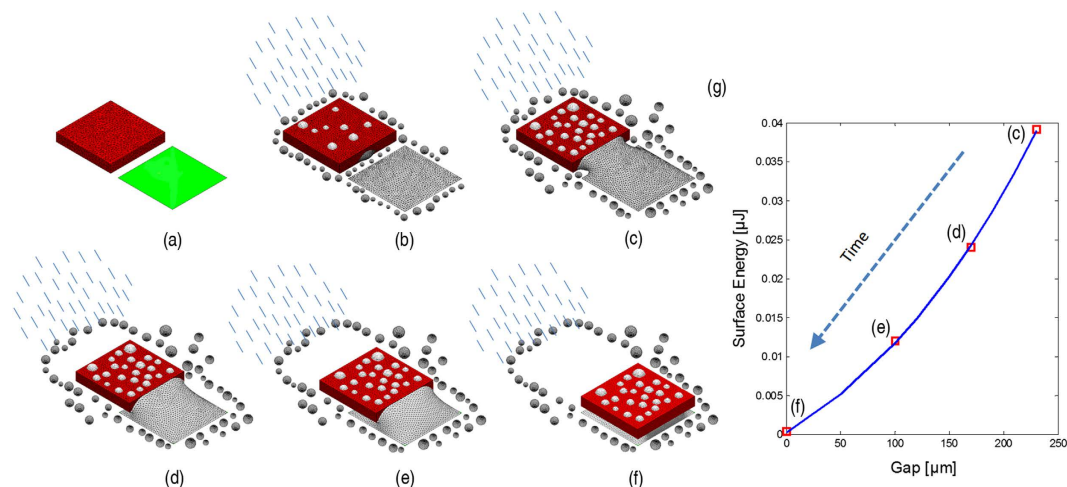 (a)
(b)
(c)
(g)
(d)
(e)
(f)
0.04
0.035
0.03
0.025
0.02
0.015
0.01
0.005
0
Surface Energy [µJ]
(c)
(d)
(e)
(f)
Time
0 50 100 150 200 250
Gap [µm]